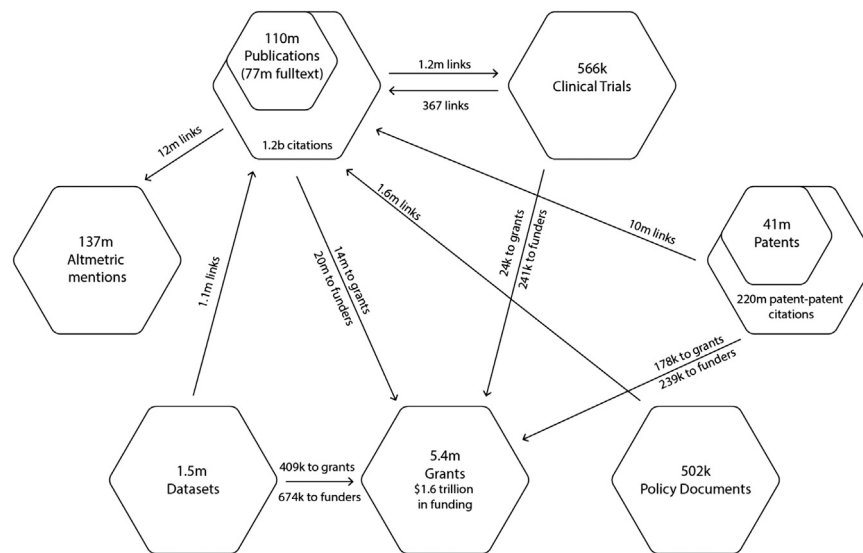 110m
Publications
(77m fulltext)
1.2b citations
1.2m links
367 links
566k
Clinical Trials
12m links
137m
Altmetric
mentions
1.1m links
14m to grants
20m to funders
1.6m links
24k to grants
241k to funders
10m links
41m
Patents
220m patent-patent
citations
178k to grants
239k to funders
1.5m
Datasets
409k to grants
674k to funders
5.4m
Grants
$1.6 trillion
in funding
502k
Policy Documents